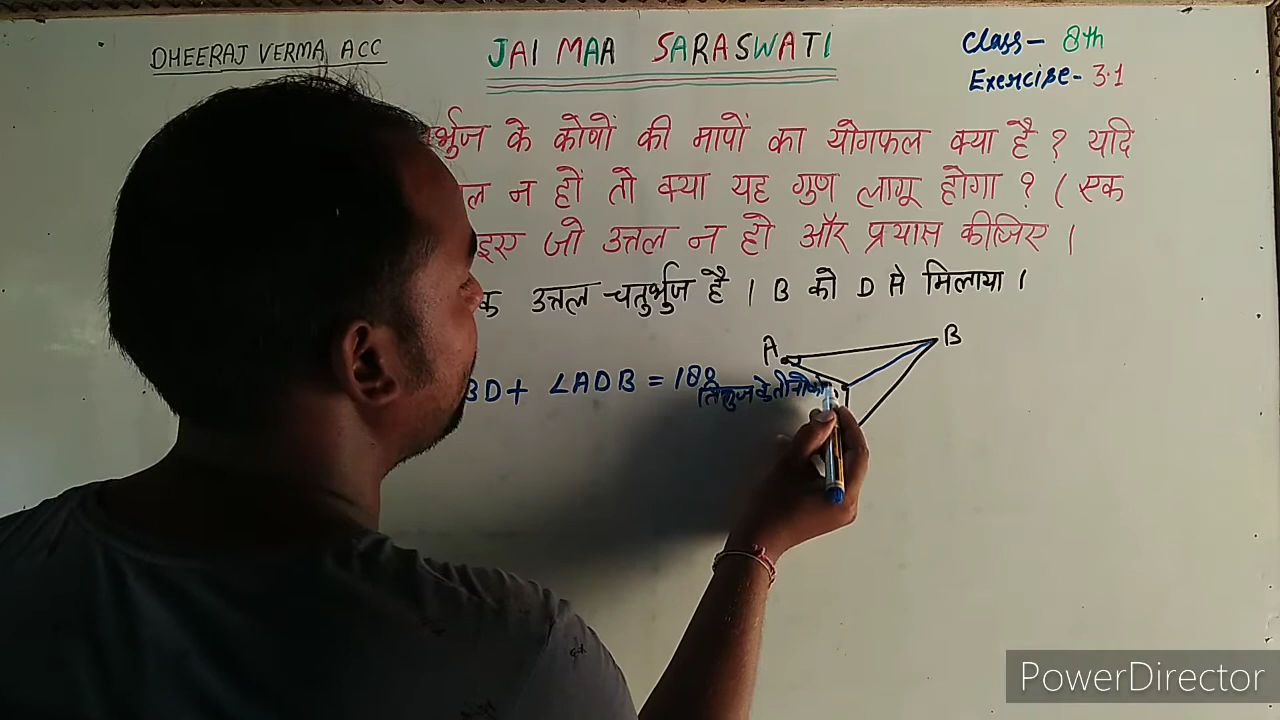 DHEERAJ VERMA ACC
JAI MAA SARASWATI
Class- 8th
Exercise- 3.1
के कोणों की मापों का योगफल क्या है ? यदि
न हों तो क्या यह गुण लागू होगा ? ( एक
जो उत्तल न हो और प्रयास कीजिए ।
उत्तल चतुर्भुज है । B को D से मिलाया ।
A
B
BD + ∠ADB = 180
त्रिभुज के तीनों
PowerDirector